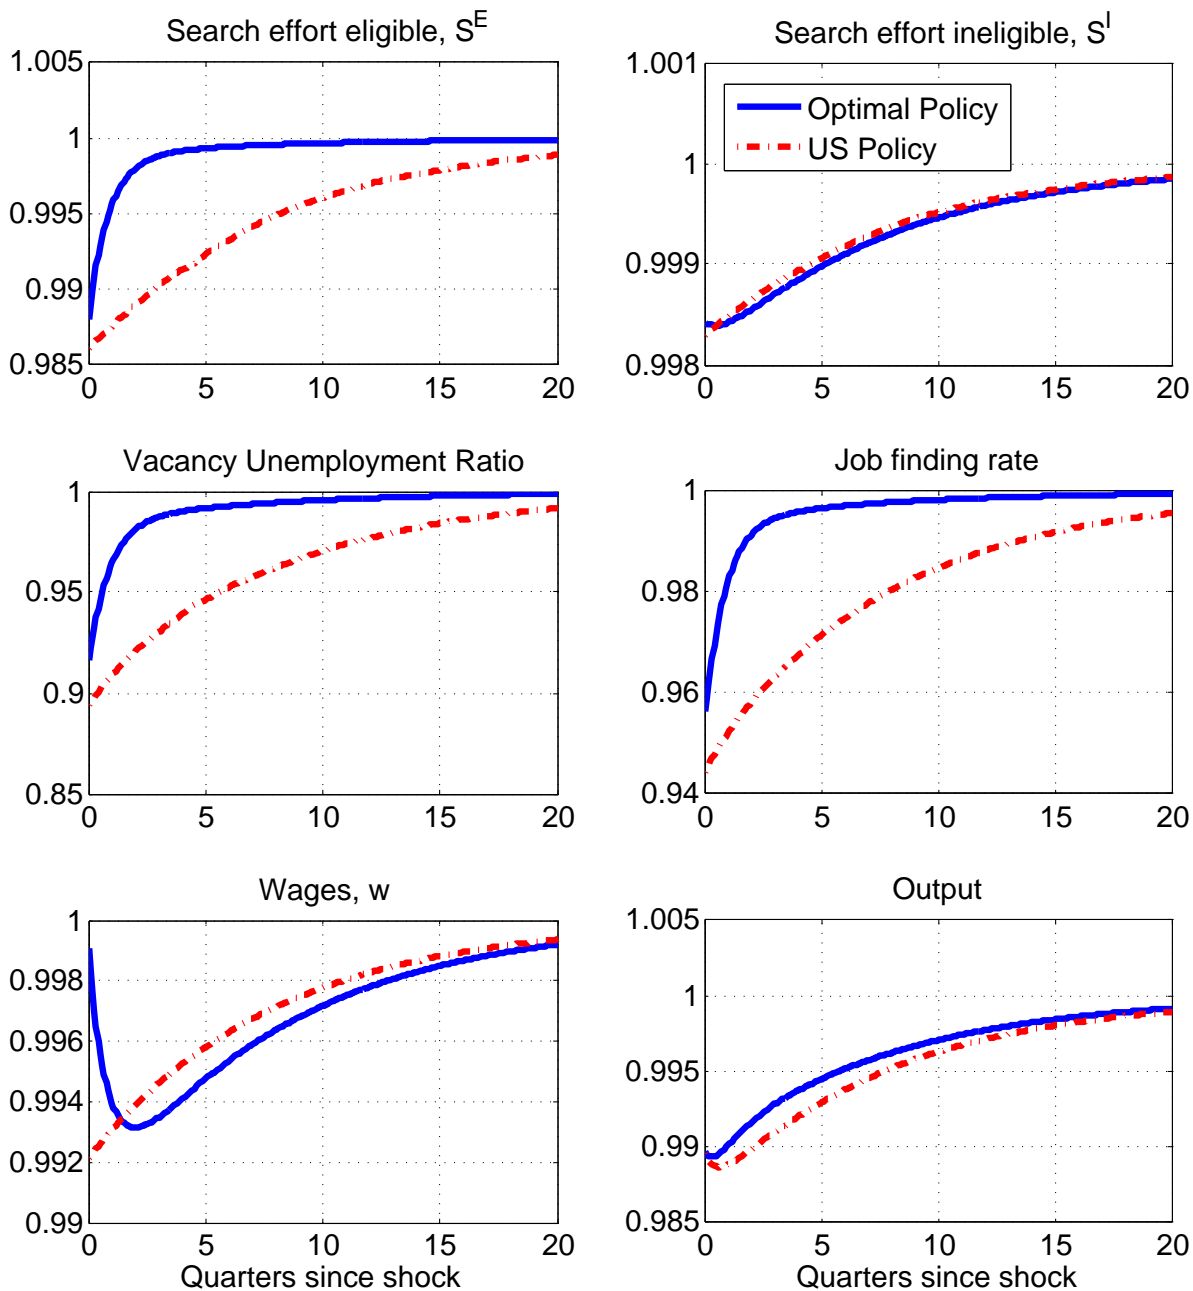 Search effort eligible, S^E
1.005
1
0.995
0.99
0.985
0 5 10 15 20
Search effort ineligible, S^I
1.001
1
0.999
0.998
0 5 10 15 20
Optimal Policy
US Policy
Vacancy Unemployment Ratio
1
0.95
0.9
0.85
0 5 10 15 20
Job finding rate
1
0.98
0.96
0.94
0 5 10 15 20
Wages, w
1
0.998
0.996
0.994
0.992
0.99
0 5 10 15 20
Quarters since shock
Output
1.005
1
0.995
0.99
0.985
0 5 10 15 20
Quarters since shock